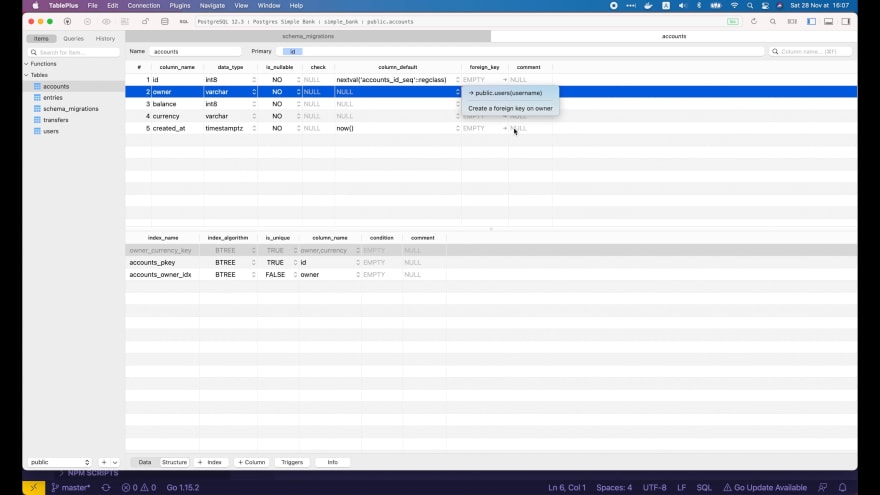 TablePlus File Edit Connection Plugins Navigate View Window Help Sat 28 Nov at 16:07
SQL PostgreSQL 12.3 : Postgres Simple Bank : simple_bank : public.accounts
Items Queries History schema_migrations accounts
Search for item... Name accounts Primary id Column name... (⌘F)
Functions
Tables
accounts
entries
schema_migrations
transfers
users
# column_name data_type is_nullable check column_default foreign_key comment
1 id int8 NO NULL nextval('accounts_id_seq'::regclass) EMPTY NULL
2 owner varchar NO NULL NULL
→ public.users(username)
3 balance int8 NO NULL NULL
Create a foreign key on owner
4 currency varchar NO NULL NULL EMPTY NULL
5 created_at timestamptz NO NULL now() EMPTY NULL
index_name index_algorithm is_unique column_name condition comment
owner_currency_key BTREE TRUE owner,currency EMPTY NULL
accounts_pkey BTREE TRUE id EMPTY NULL
accounts_owner_idx BTREE FALSE owner EMPTY NULL
public + Data Structure + Index + Column Triggers Info
NPM SCRIPTS
master* 0 0 Go 1.15.2 Ln 6, Col 1 Spaces: 4 UTF-8 LF SQL Go Update Available